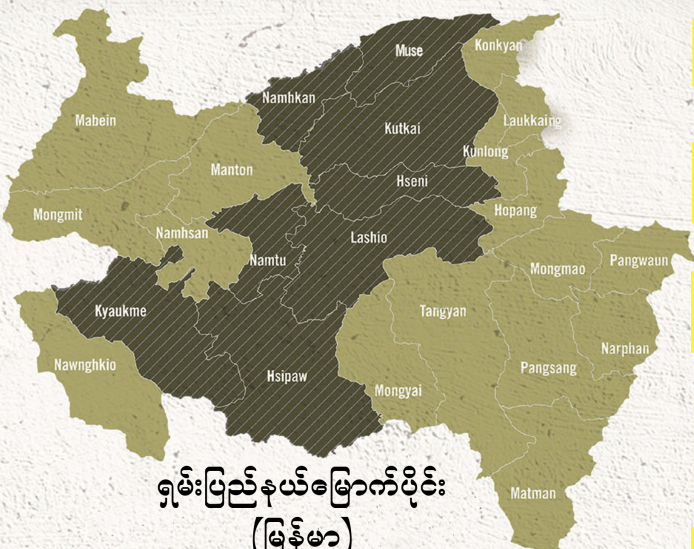 Muse
Konkyan
Namhkan
Mabein
Laukkaing
Kutkai
Kunlong
Manton
Hseni
Mongmit
Hopang
Namhsan
Lashio
Namtu
Mongmao
Pangwaun
Kyaukme
Tangyan
Narphan
Nawnghkio
Pangsang
Hsipaw
Mongyai
Matman
ရှမ်းပြည်နယ်မြောက်ပိုင်း
(မြန်မာ)